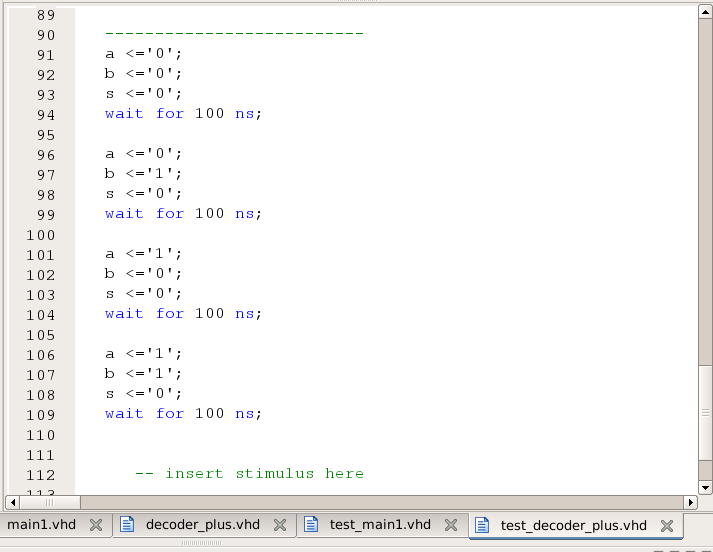 89
90 --------------------------
91 a <='0';
92 b <='0';
93 s <='0';
94 wait for 100 ns;
95
96 a <='0';
97 b <='1';
98 s <='0';
99 wait for 100 ns;
100
101 a <='1';
102 b <='0';
103 s <='0';
104 wait for 100 ns;
105
106 a <='1';
107 b <='1';
108 s <='0';
109 wait for 100 ns;
110
111
112 -- insert stimulus here
113
main1.vhd decoder_plus.vhd test_main1.vhd test_decoder_plus.vhd